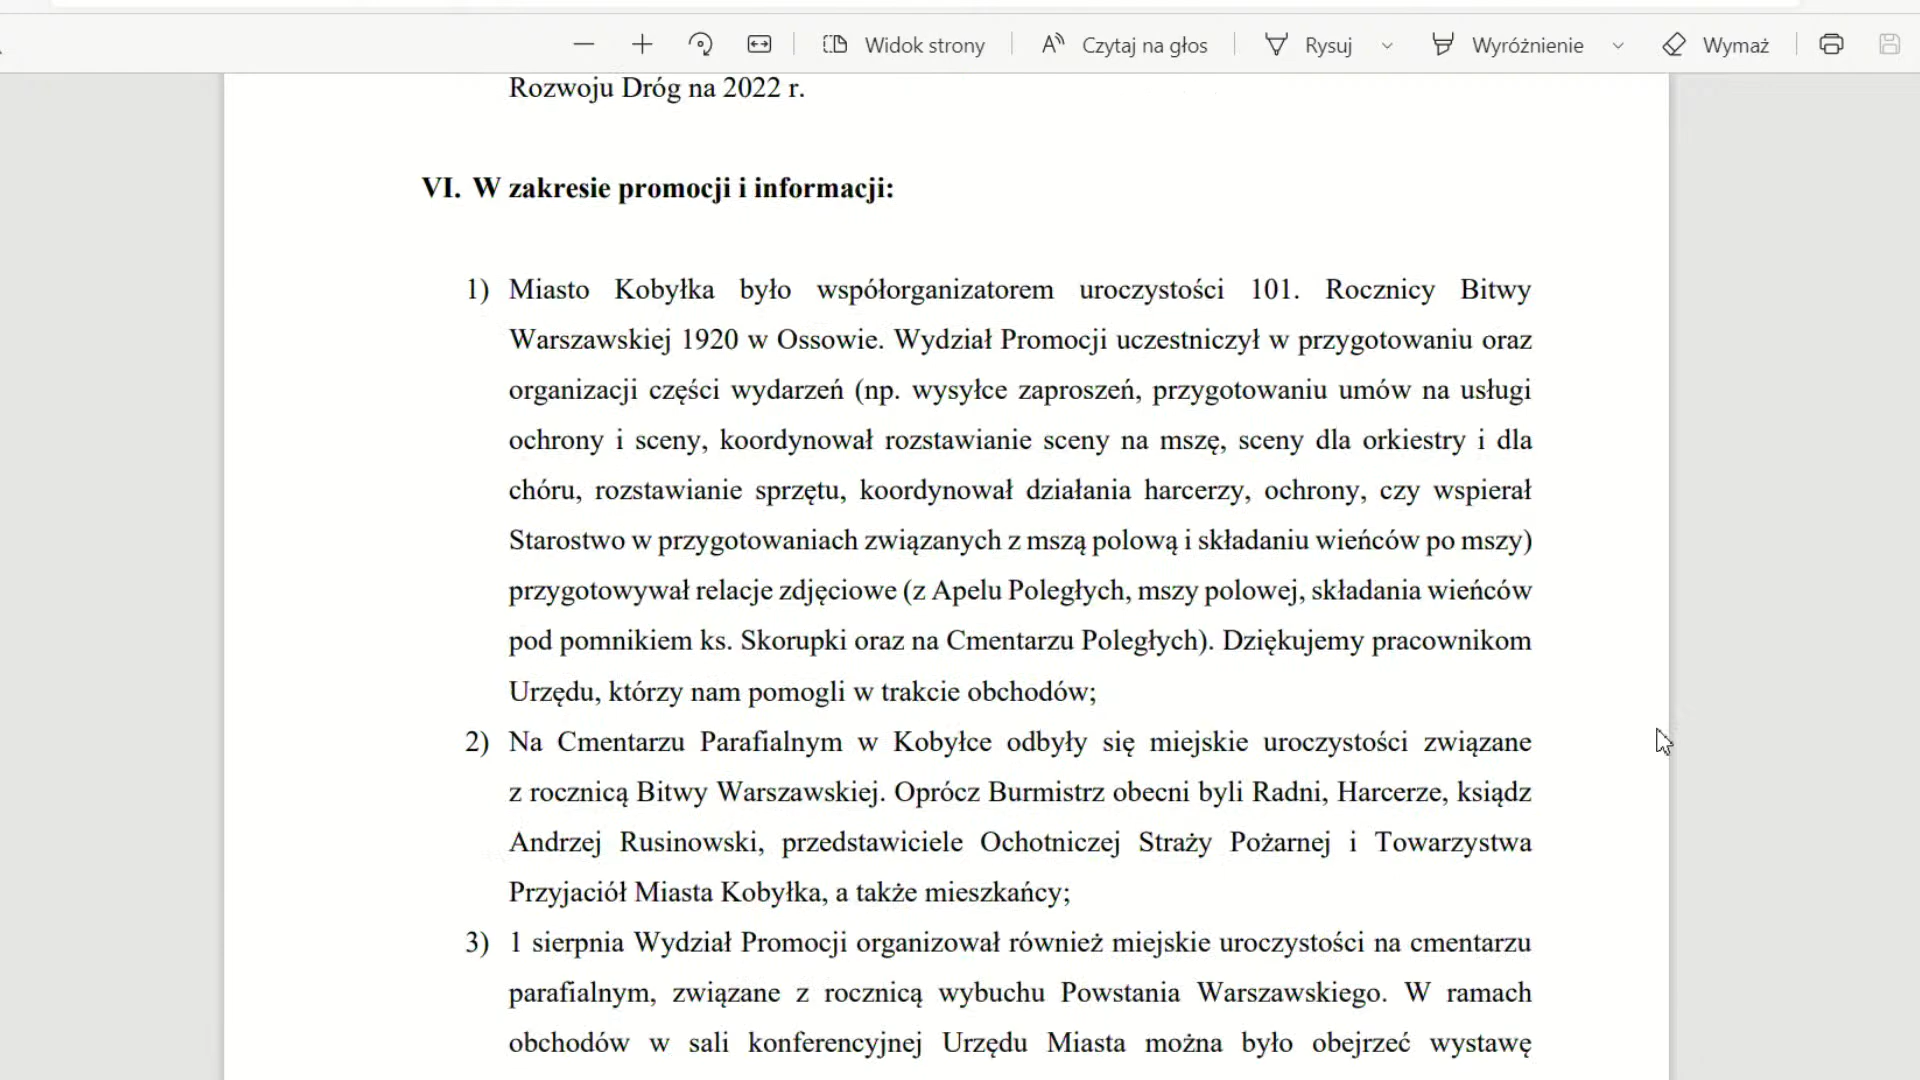 Widok strony
Czytaj na głos
Rysuj
Wyróżnienie
Wymaż
Rozwoju Dróg na 2022 r.
VI. W zakresie promocji i informacji:
1) Miasto Kobyłka było współorganizatorem uroczystości 101. Rocznicy Bitwy
Warszawskiej 1920 w Ossowie. Wydział Promocji uczestniczył w przygotowaniu oraz
organizacji części wydarzeń (np. wysyłce zaproszeń, przygotowaniu umów na usługi
ochrony i sceny, koordynował rozstawianie sceny na mszę, sceny dla orkiestry i dla
chóru, rozstawianie sprzętu, koordynował działania harcerzy, ochrony, czy wspierał
Starostwo w przygotowaniach związanych z mszą polową i składaniu wieńców po mszy)
przygotowywał relacje zdjęciowe (z Apelu Poległych, mszy polowej, składania wieńców
pod pomnikiem ks. Skorupki oraz na Cmentarzu Poległych). Dziękujemy pracownikom
Urzędu, którzy nam pomogli w trakcie obchodów;
2) Na Cmentarzu Parafialnym w Kobyłce odbyły się miejskie uroczystości związane
z rocznicą Bitwy Warszawskiej. Oprócz Burmistrz obecni byli Radni, Harcerze, ksiądz
Andrzej Rusinowski, przedstawiciele Ochotniczej Straży Pożarnej i Towarzystwa
Przyjaciół Miasta Kobyłka, a także mieszkańcy;
3) 1 sierpnia Wydział Promocji organizował również miejskie uroczystości na cmentarzu
parafialnym, związane z rocznicą wybuchu Powstania Warszawskiego. W ramach
obchodów w sali konferencyjnej Urzędu Miasta można było obejrzeć wystawę